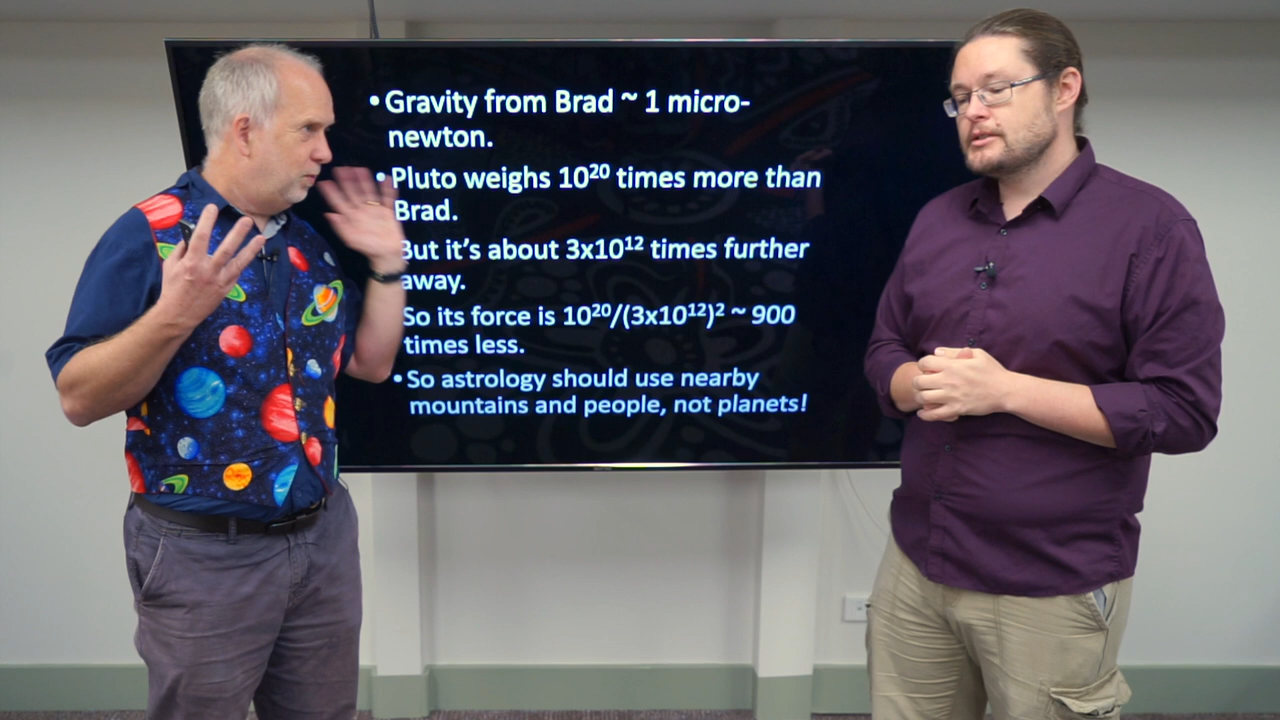 • Gravity from Brad ~ 1 micro-
newton.
• Pluto weighs 10²⁰ times more than
Brad.
But it's about 3x10¹² times further
away.
So its force is 10²⁰/(3x10¹²)² ~ 900
times less.
• So astrology should use nearby
mountains and people, not planets!